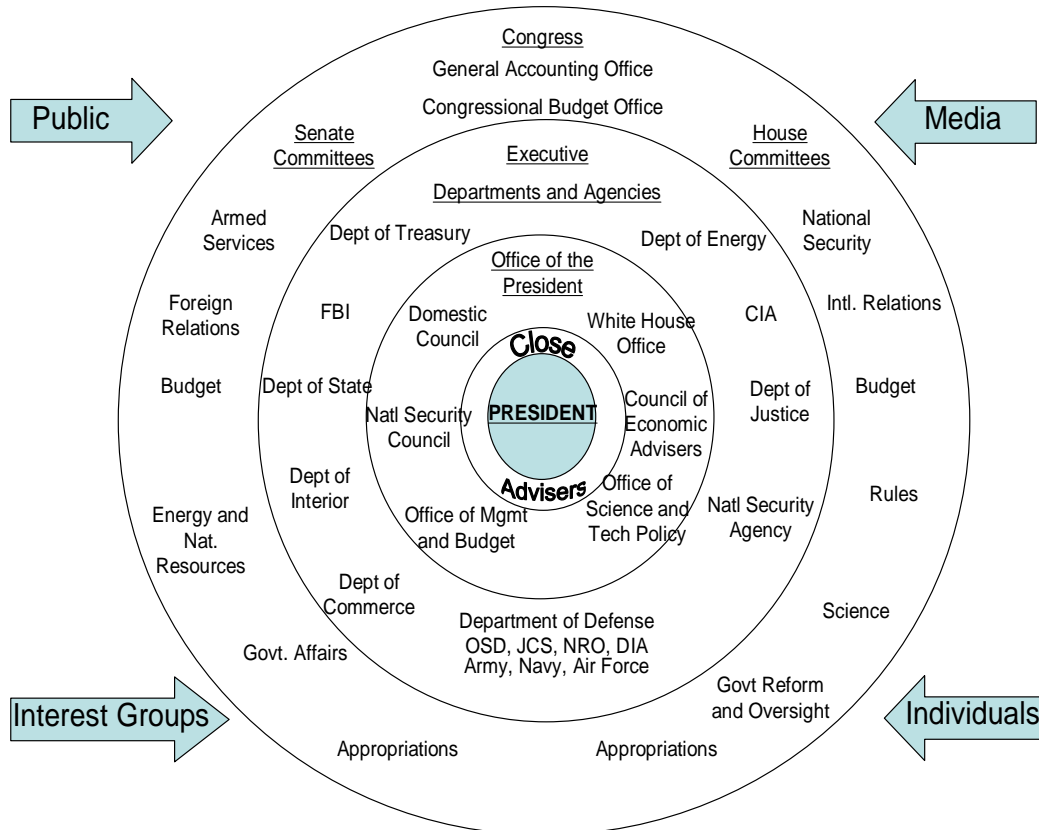 Congress
General Accounting Office
Congressional Budget Office
Public
Media
Senate
Committees
House
Committees
Executive
Departments and Agencies
Armed
Services
National
Security
Dept of Treasury
Dept of Energy
Office of the
President
Foreign
Relations
FBI
Domestic
Council
White House
Office
CIA
Intl. Relations
Close
Budget
Dept of State
Natl Security
Council
PRESIDENT
Council of
Economic
Advisers
Dept of
Justice
Budget
Advisers
Dept of
Interior
Office of Mgmt
and Budget
Office of
Science and
Tech Policy
Natl Security
Agency
Rules
Energy and
Nat.
Resources
Dept of
Commerce
Department of Defense
OSD, JCS, NRO, DIA
Army, Navy, Air Force
Science
Govt. Affairs
Govt Reform
and Oversight
Interest Groups
Individuals
Appropriations
Appropriations